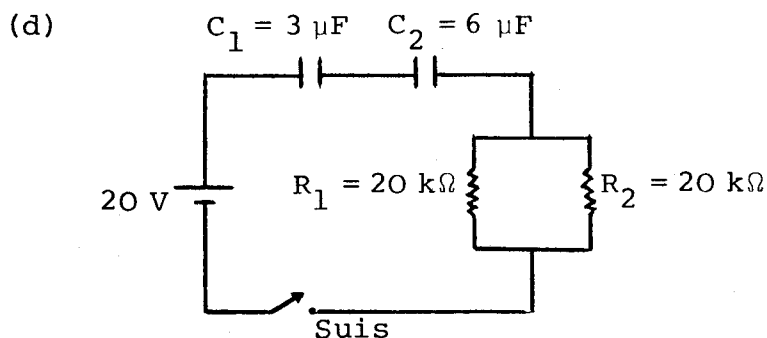 (d)
C1 = 3 μF
C2 = 6 μF
20 V
R1 = 20 kΩ
R2 = 20 kΩ
Suis